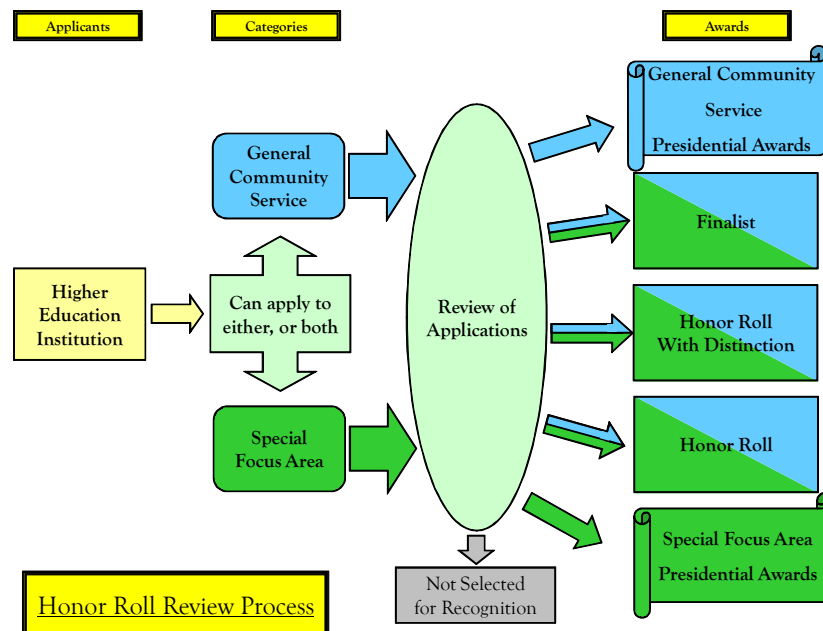 Applicants
Categories
Awards
General Community
Service
Presidential Awards
General
Community
Service
Finalist
Higher
Education
Institution
Can apply to
either, or both
Review of
Applications
Honor Roll
With Distinction
Honor Roll
Special
Focus Area
Special Focus Area
Presidential Awards
Not Selected
for Recognition
Honor Roll Review Process